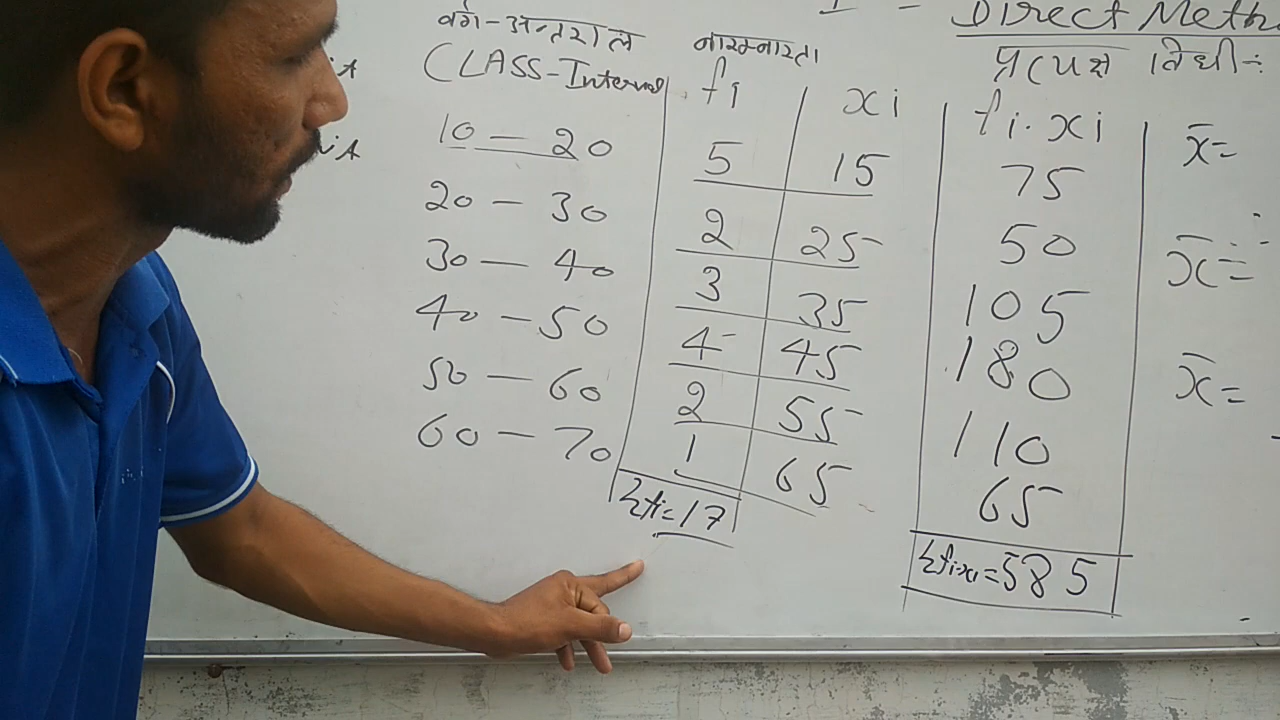 I - Direct Meth
वर्ग-अन्तराल बारम्बारता प्रत्यक्ष विधी:-
CLASS-Interval fi xi fi.xi x̄=
10 - 20 5 15 75
20 - 30 2 25 50 x̄=
30 - 40 3 35 105
40 - 50 4 45 180 x̄=
50 - 60 2 55 110
60 - 70 1 65 65
Σfi=17 Σfi.xi=585